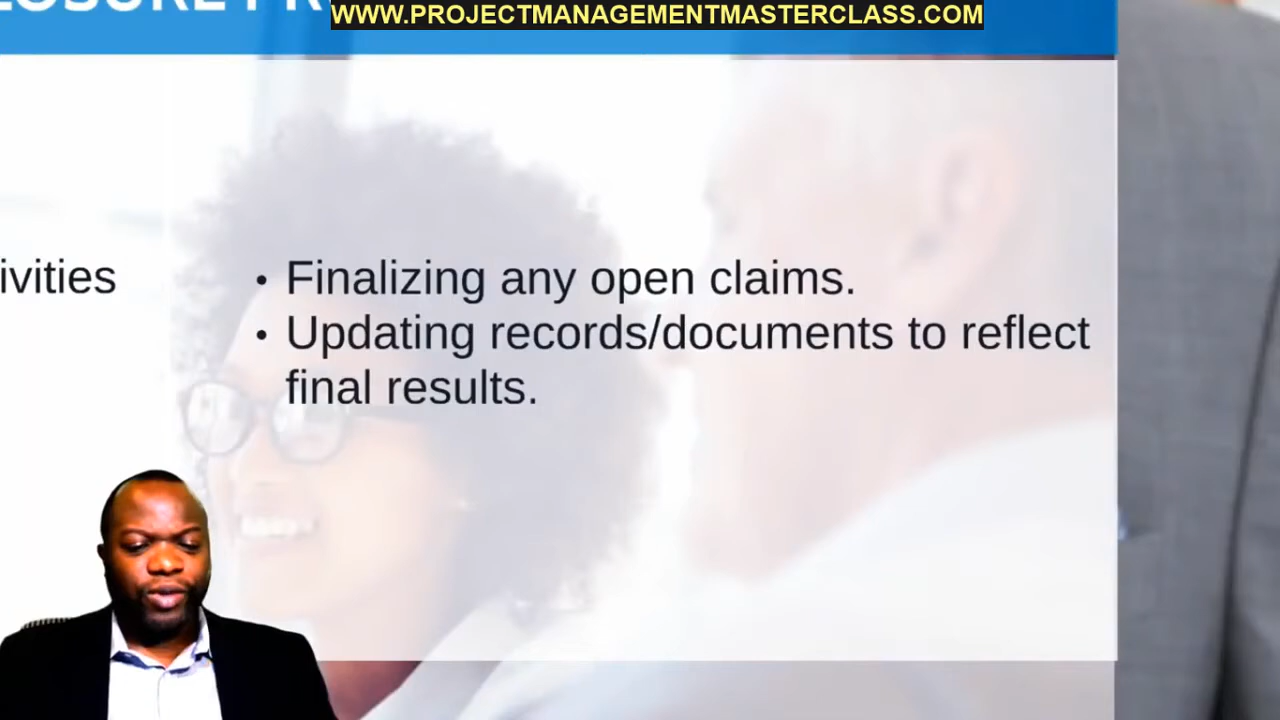 WWW.PROJECTMANAGEMENTMASTERCLASS.COM
ivities
• Finalizing any open claims.
• Updating records/documents to reflect
final results.